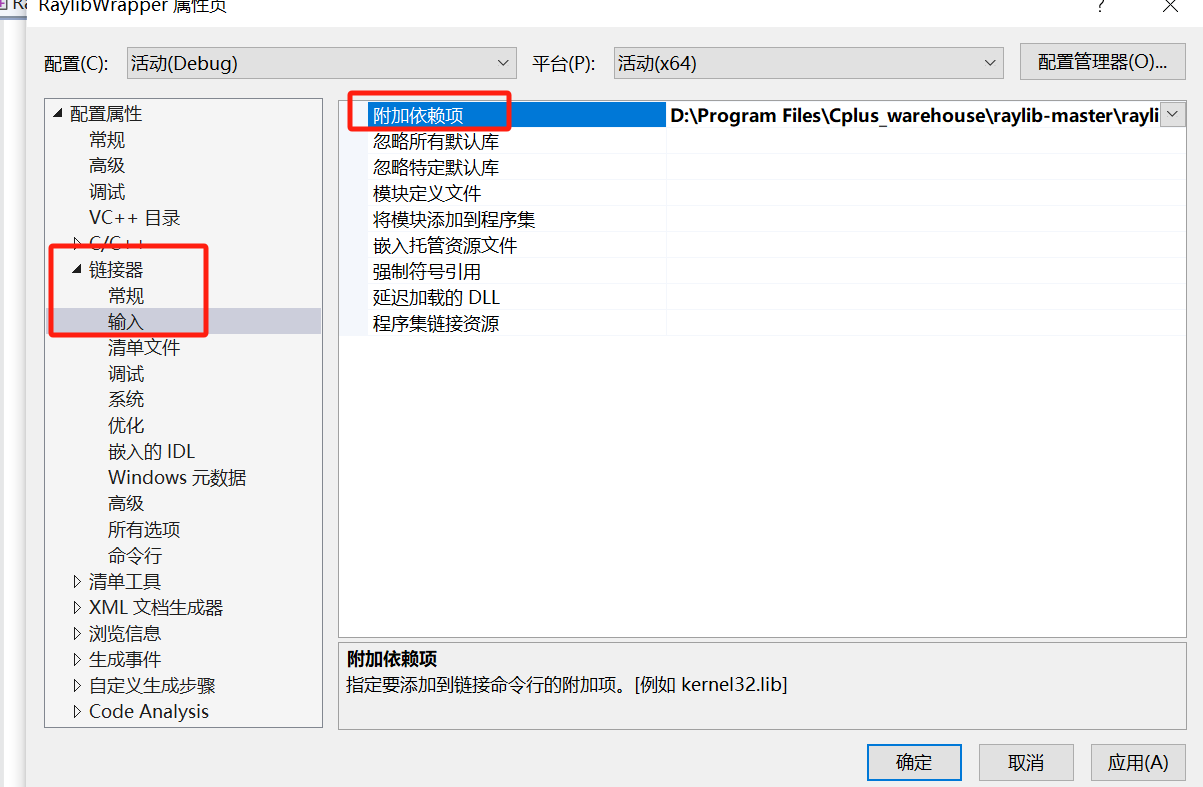 RaylibWrapper 属性页
?
配置(C):
活动(Debug)
平台(P):
活动(x64)
配置管理器(O)...
配置属性
常规
高级
调试
VC++ 目录
C/C++
链接器
常规
输入
清单文件
调试
系统
优化
嵌入的 IDL
Windows 元数据
高级
所有选项
命令行
清单工具
XML 文档生成器
浏览信息
生成事件
自定义生成步骤
Code Analysis
附加依赖项 D:\Program Files\Cplus_warehouse\raylib-master\rayli
忽略所有默认库
忽略特定默认库
模块定义文件
将模块添加到程序集
嵌入托管资源文件
强制符号引用
延迟加载的 DLL
程序集链接资源
附加依赖项
指定要添加到链接命令行的附加项。[例如 kernel32.lib]
确定
取消
应用(A)